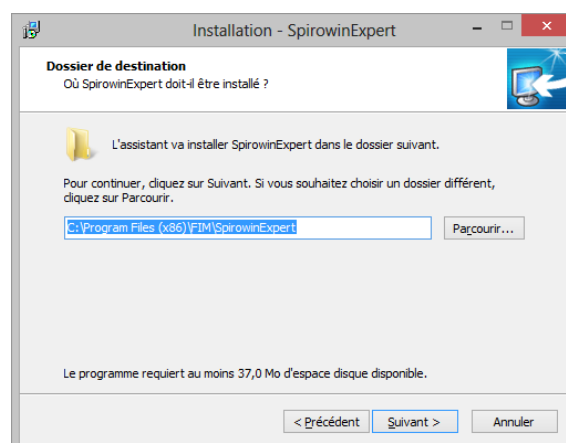 Installation - SpirowinExpert
Dossier de destination
Où SpirowinExpert doit-il être installé ?
L'assistant va installer SpirowinExpert dans le dossier suivant.
Pour continuer, cliquez sur Suivant. Si vous souhaitez choisir un dossier différent,
cliquez sur Parcourir.
C:\Program Files (x86)\FIM\SpirowinExpert
Parcourir...
Le programme requiert au moins 37,0 Mo d'espace disque disponible.
< Précédent
Suivant >
Annuler